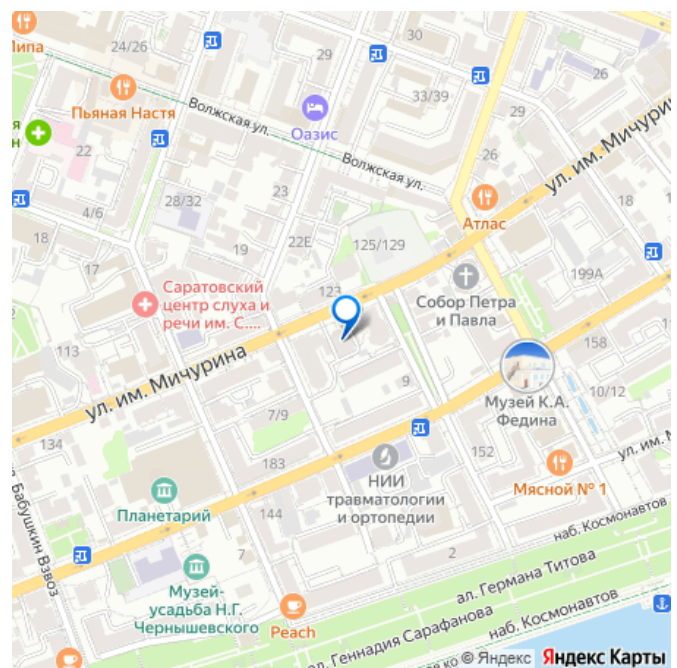 Липа
24/26
29
30
26
33/39
Пьяная Настя
Волжская ул.
Оазис
29
22
28/32
Волжская ул.
26
ул. им. Мичурин
23
Атлас
18
4/6
18
19
22Е
125/129
17
Саратовский
центр слуха и
речи им. С....
123
Собор Петра
и Павла
199А
113
158
ул. им. Мичурина
9
10/12
Музей К.А.
Федина
7/9
134
183
НИИ
травматологии
и ортопедии
152
ул. им.
Мясной № 1
Бабушкин Взвоз
Планетарий
144
наб. Космонавтов
7
2
Музей-
усадьба Н.Г.
Чернышевского
ал. Германа Титова
Peach
ал. Геннадия Сарафанова
наб. Космонавтов
© Яндекс Яндекс Карты